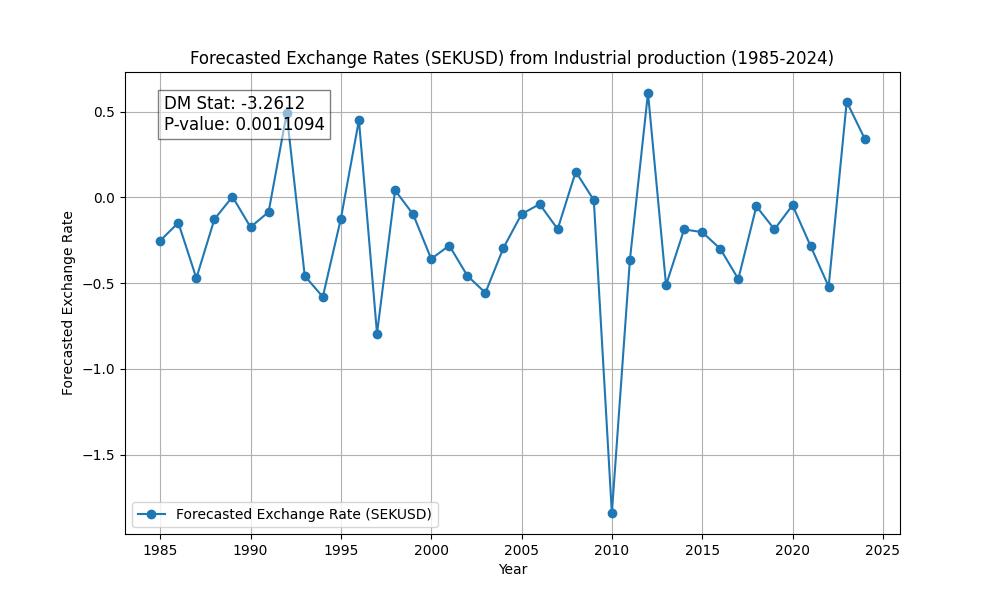 Forecasted Exchange Rates (SEKUSD) from Industrial production (1985-2024)
DM Stat: -3.2612
P-value: 0.0011094
0.5
0.0
−0.5
−1.0
−1.5
Forecasted Exchange Rate
Forecasted Exchange Rate (SEKUSD)
1985 1990 1995 2000 2005 2010 2015 2020 2025
Year